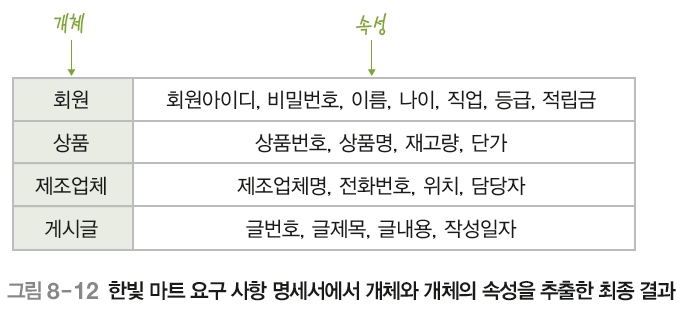 개체 속성
회원 회원아이디, 비밀번호, 이름, 나이, 직업, 등급, 적립금
상품 상품번호, 상품명, 재고량, 단가
제조업체 제조업체명, 전화번호, 위치, 담당자
게시글 글번호, 글제목, 글내용, 작성일자
그림 8-12 한빛 마트 요구 사항 명세서에서 개체와 개체의 속성을 추출한 최종 결과